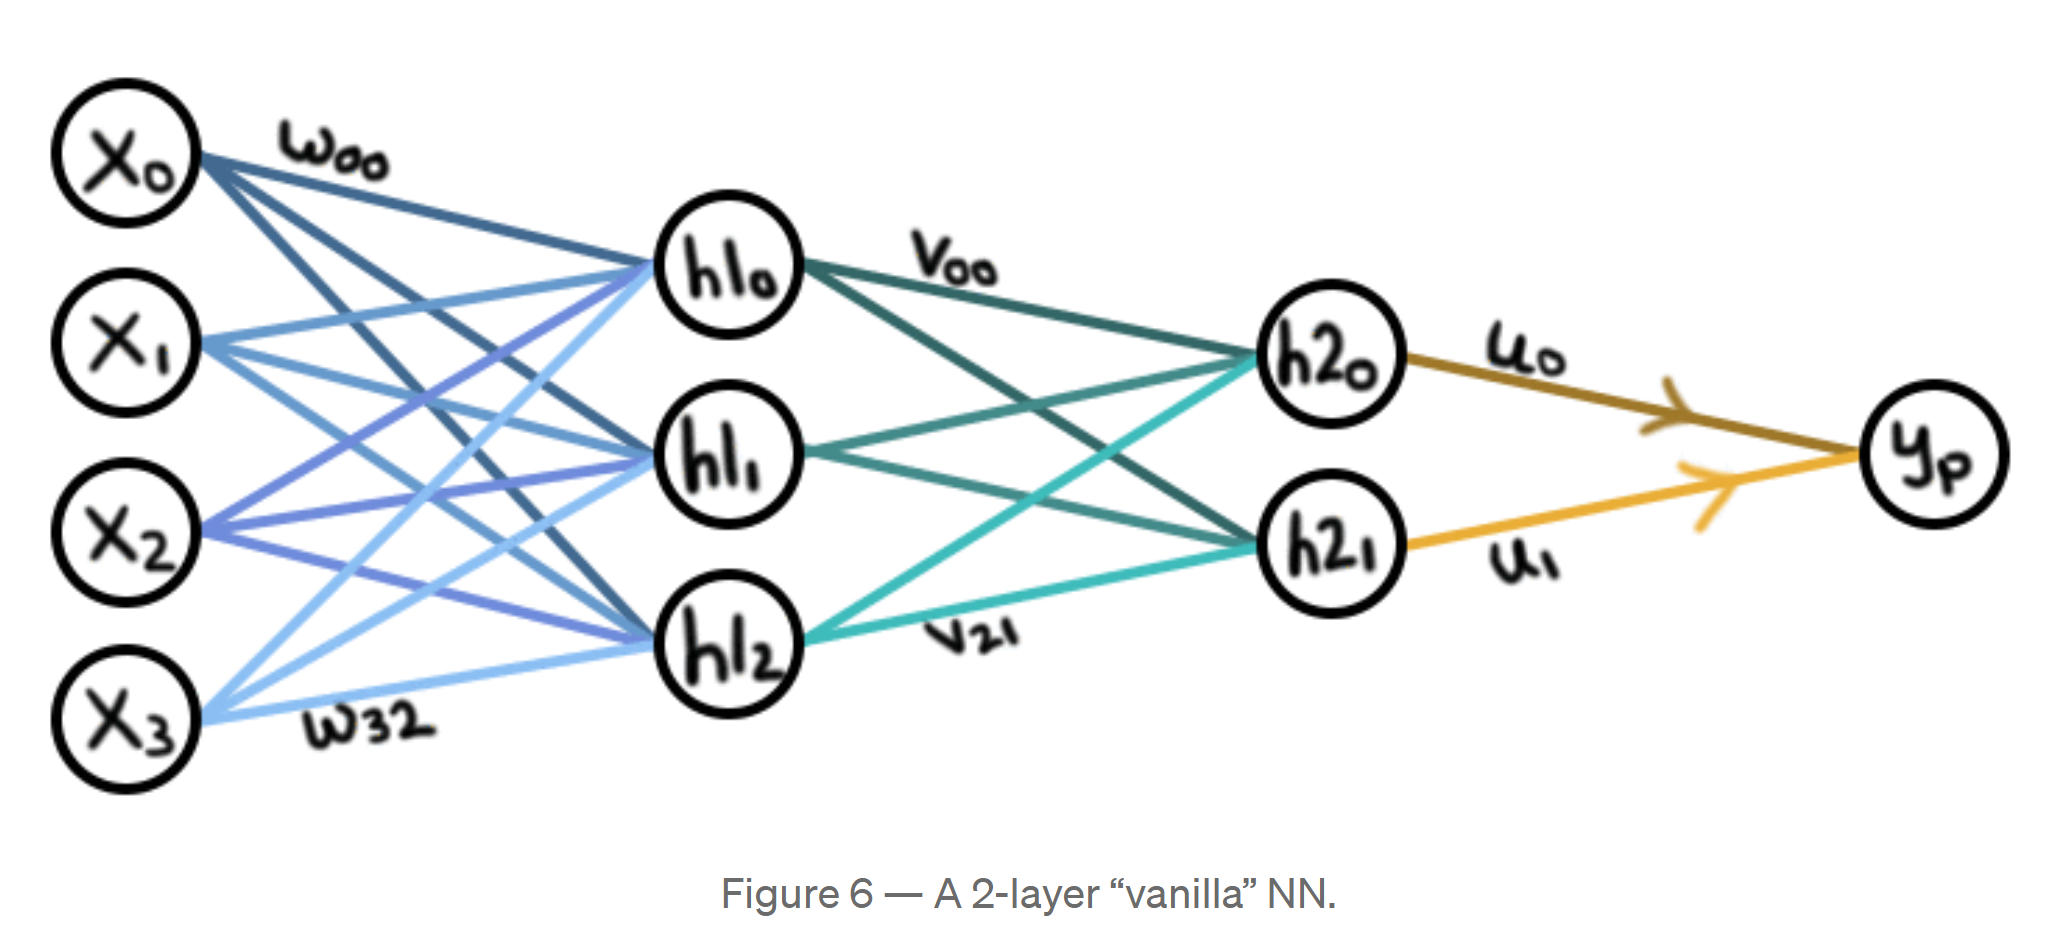 x₀
w₀₀
x₁
x₂
x₃
w₃₂
h1₀
h1₁
h1₂
v₀₀
v₂₁
h2₀
h2₁
u₀
u₁
yₚ
Figure 6 — A 2-layer “vanilla” NN.